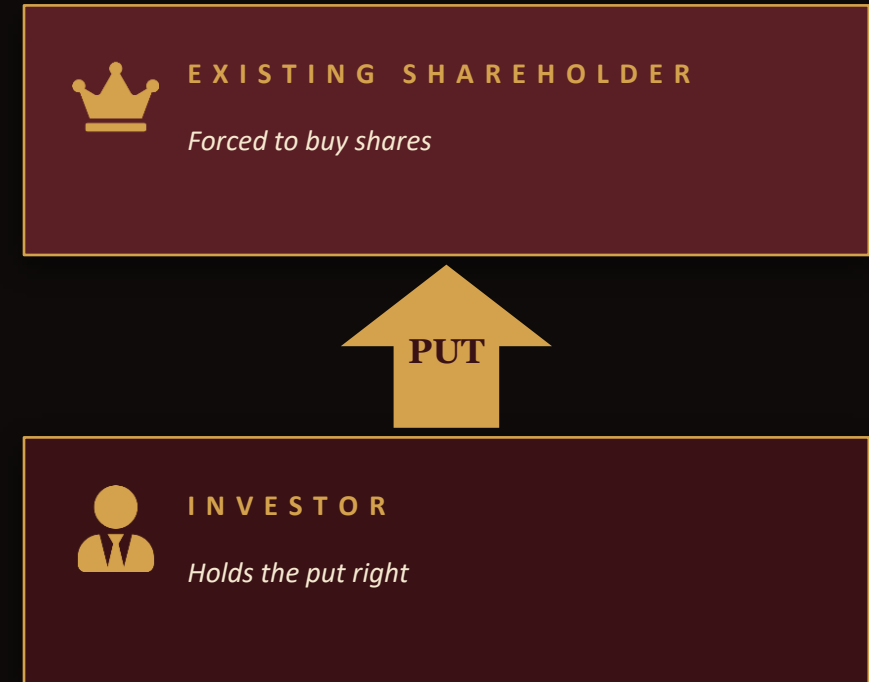 EXISTING SHAREHOLDER
Forced to buy shares
PUT
INVESTOR
Holds the put right